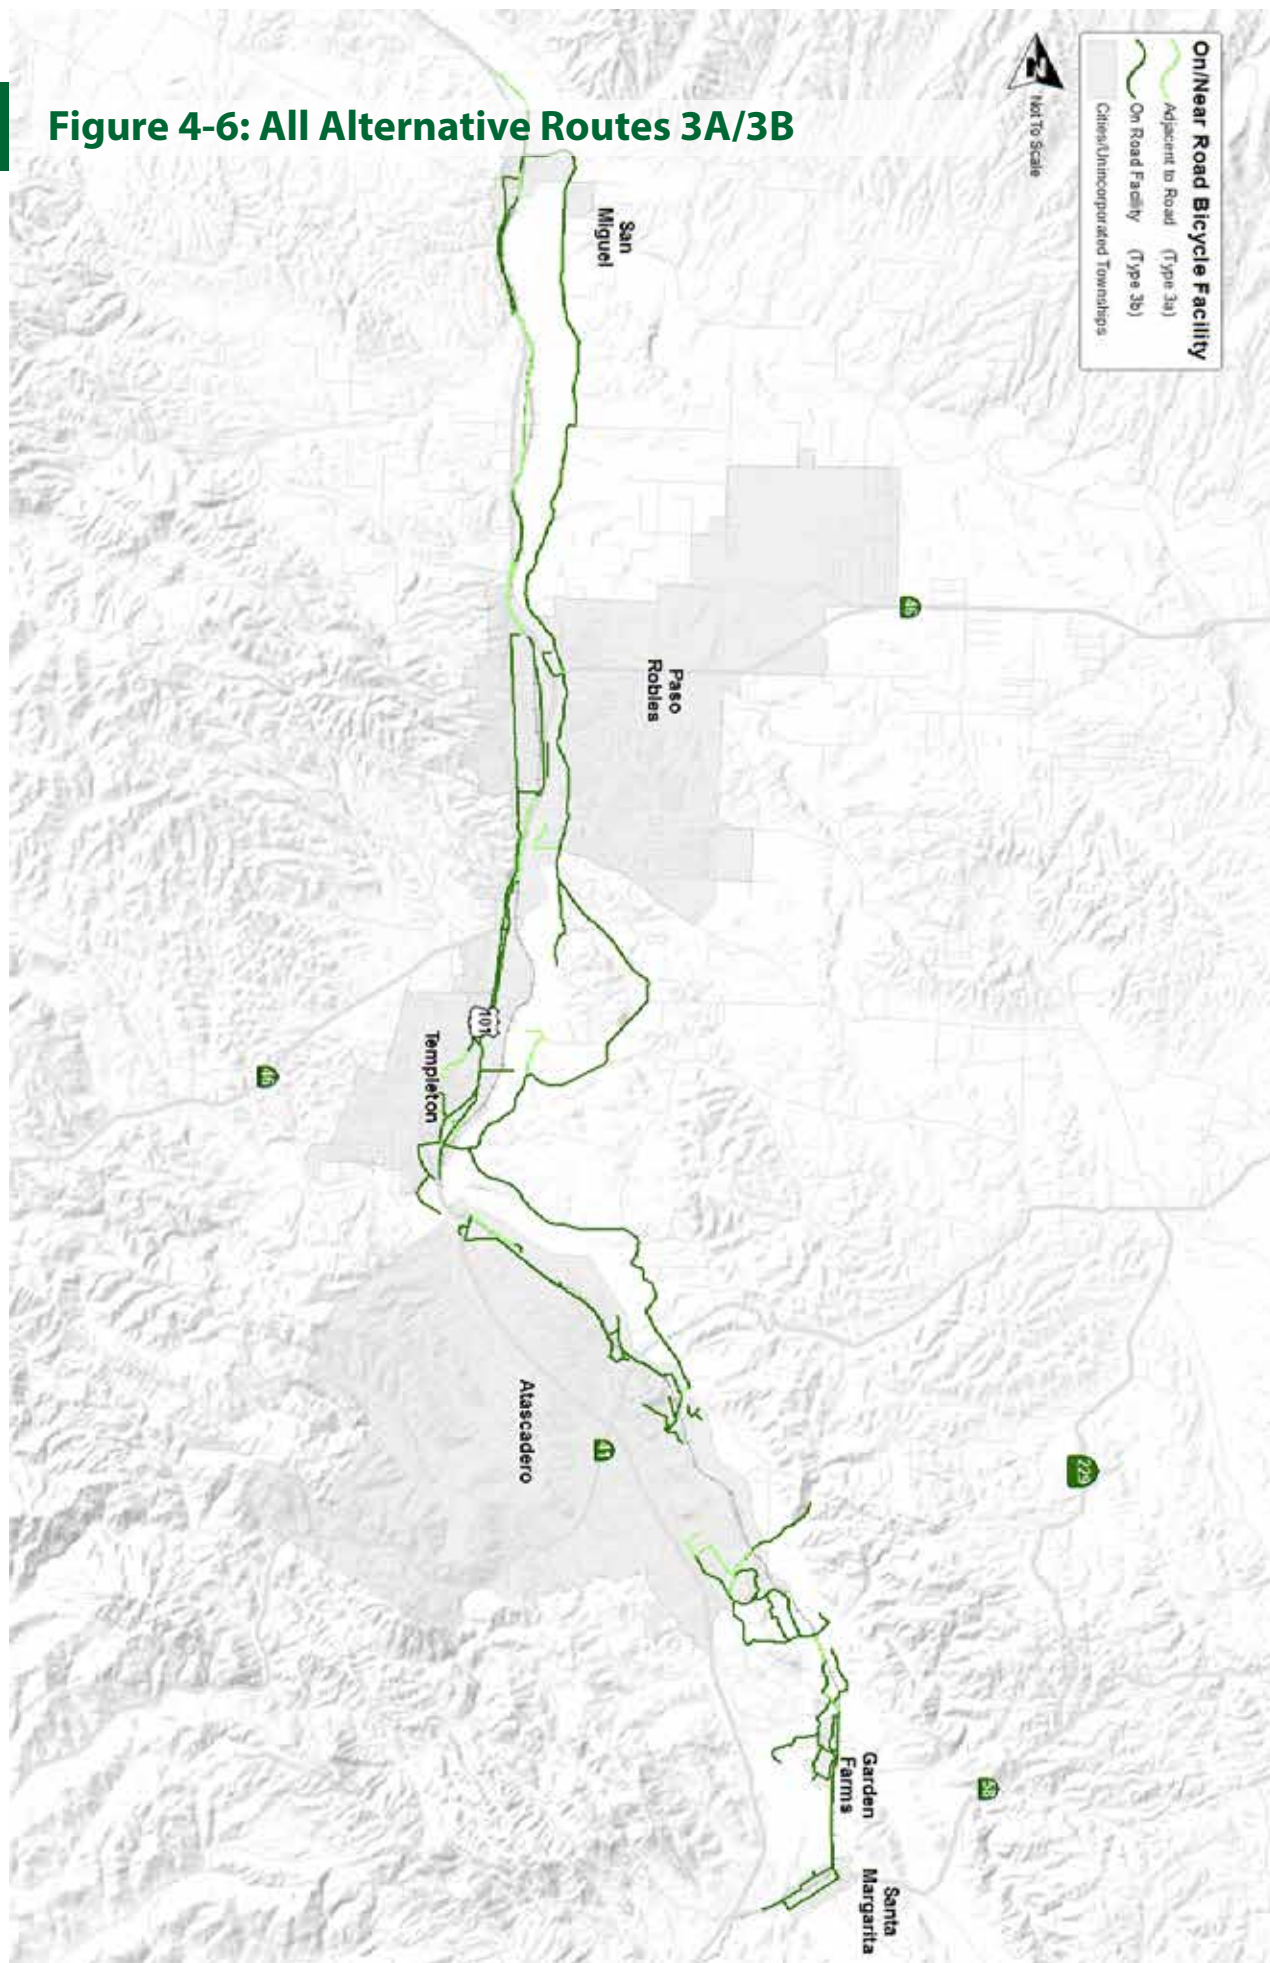 Figure 4-6: All Alternative Routes 3A/3B
On/Near Road Bicycle Facility
Adjacent to Road (Type 3a)
On Road Facility (Type 3b)
Cities/Unincorporated Townships
N
Not To Scale
San
Miguel
46
Paso
Robles
101
Templeton
46
Atascadero
41
229
Garden
Farms
58
Santa
Margarita